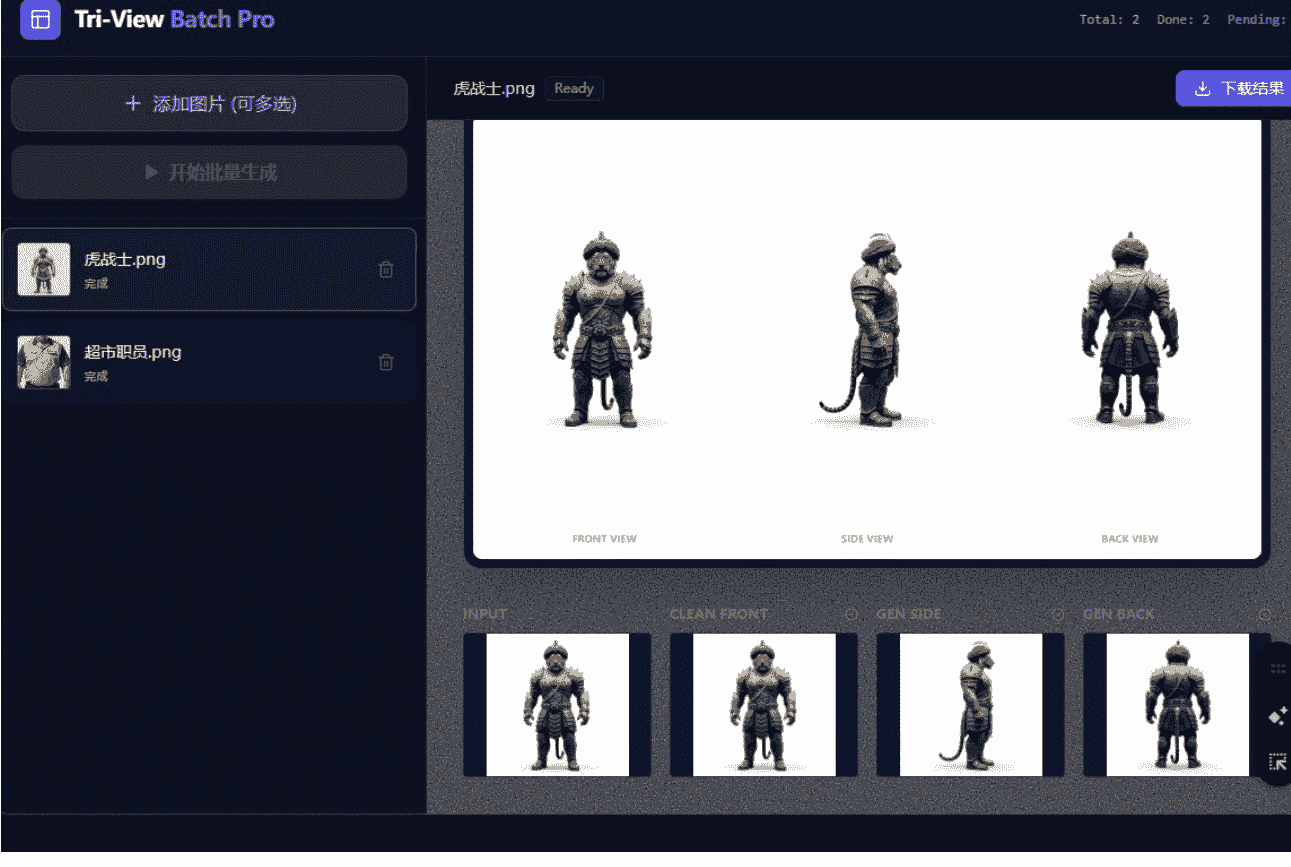 Tri-View Batch Pro
Total: 2 Done: 2 Pending:
添加图片 (可多选)
开始批量生成
虎战士.png
完成
超市职员.png
完成
虎战士.png Ready
下载结果
FRONT VIEW SIDE VIEW BACK VIEW
INPUT CLEAN FRONT GEN SIDE GEN BACK